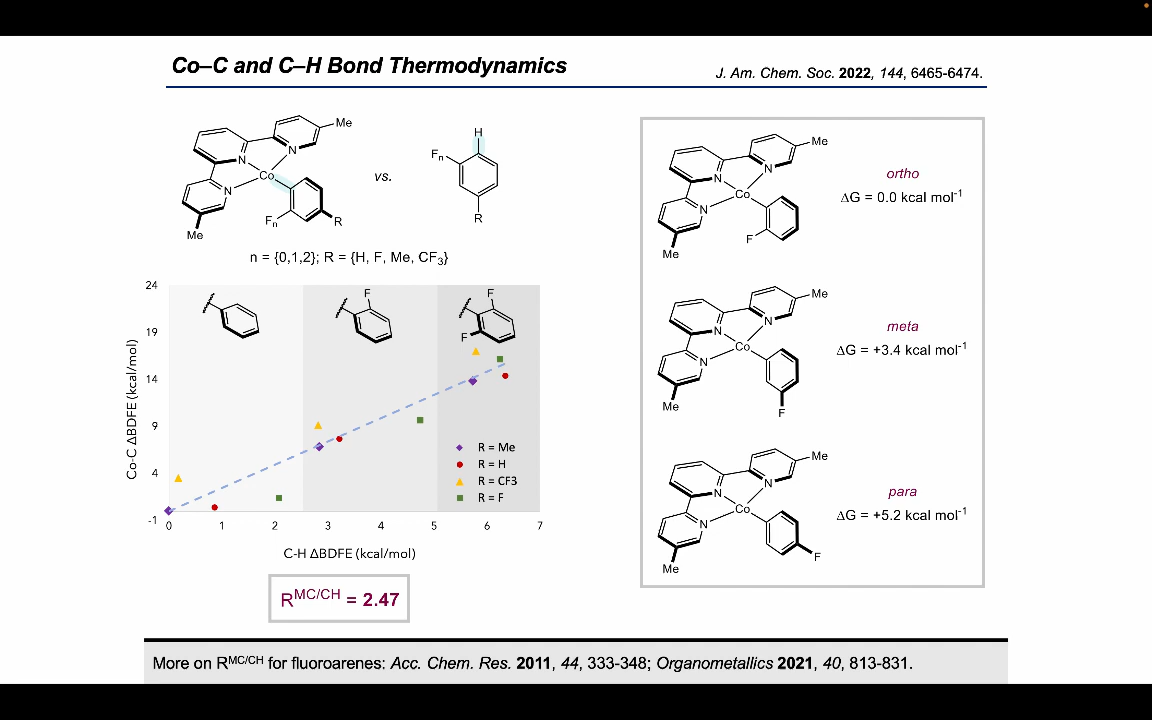 Co–C and C–H Bond Thermodynamics
J. Am. Chem. Soc. 2022, 144, 6465-6474.
Me
N
N
Co
N
Fn
R
Me
vs.
H
Fn
R
n = {0,1,2}; R = {H, F, Me, CF3}
24
19
14
9
4
-1
Co-C ΔBDFE (kcal/mol)
F
F
F
R = Me
R = H
R = CF3
R = F
0 1 2 3 4 5 6 7
C-H ΔBDFE (kcal/mol)
R^MC/CH = 2.47
Me
N
N
Co
N
F
Me
ortho
ΔG = 0.0 kcal mol-1
Me
N
N
Co
N
Me
F
meta
ΔG = +3.4 kcal mol-1
Me
N
N
Co
N
F
Me
para
ΔG = +5.2 kcal mol-1
More on R^MC/CH for fluoroarenes: Acc. Chem. Res. 2011, 44, 333-348; Organometallics 2021, 40, 813-831.